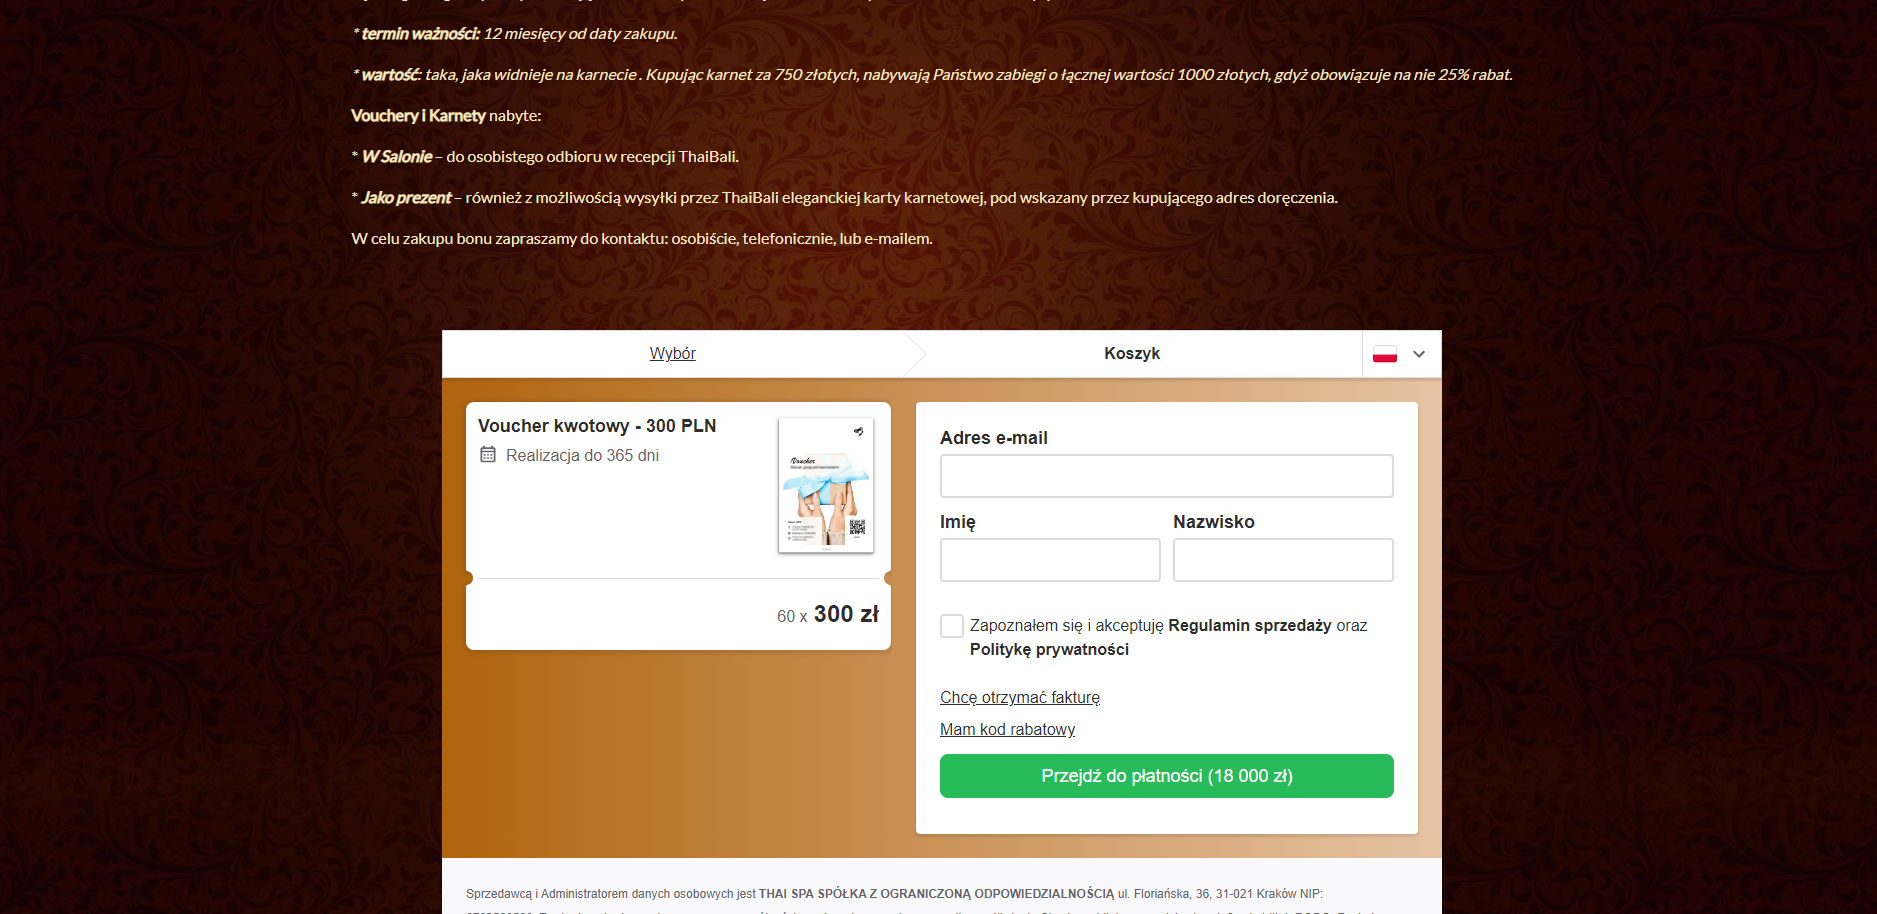 * termin ważności: 12 miesięcy od daty zakupu.
* wartość: taka, jaka widnieje na karnecie . Kupując karnet za 750 złotych, nabywają Państwo zabiegi o łącznej wartości 1000 złotych, gdyż obowiązuje na nie 25% rabat.
Vouchery i Karnety nabyte:
* W Salonie – do osobistego odbioru w recepcji ThaiBali.
* Jako prezent – również z możliwością wysyłki przez ThaiBali eleganckiej karty karnetowej, pod wskazany przez kupującego adres doręczenia.
W celu zakupu bonu zapraszamy do kontaktu: osobiście, telefonicznie, lub e-mailem.
Wybór
Koszyk
Voucher kwotowy - 300 PLN
Realizacja do 365 dni
Voucher
60 x 300 zł
Adres e-mail
Imię
Nazwisko
Zapoznałem się i akceptuję Regulamin sprzedaży oraz
Politykę prywatności
Chcę otrzymać fakturę
Mam kod rabatowy
Przejdź do płatności (18 000 zł)
Sprzedawcą i Administratorem danych osobowych jest THAI SPA SPÓŁKA Z OGRANICZONĄ ODPOWIEDZIALNOŚCIĄ ul. Floriańska, 36, 31-021 Kraków NIP: